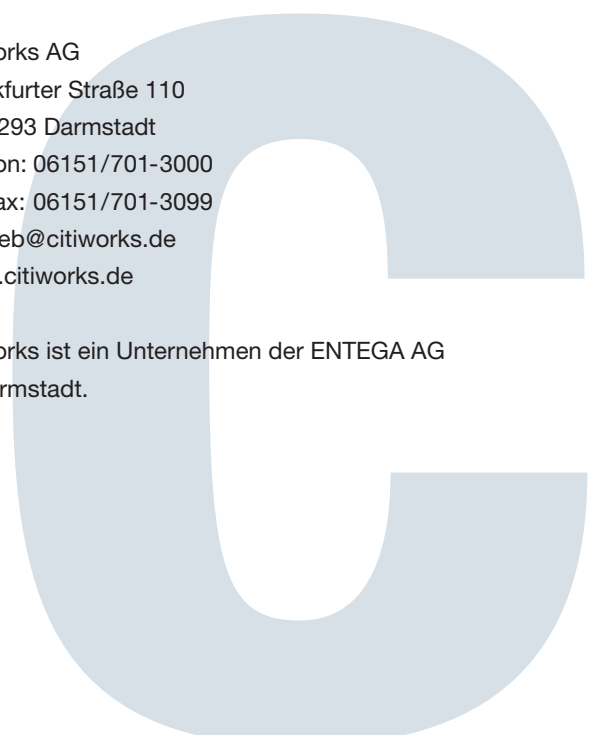 orks AG
kfurter Straße 110
293 Darmstadt
on: 06151/701-3000
ax: 06151/701-3099
eb@citiworks.de
.citiworks.de
orks ist ein Unternehmen der ENTEGA AG
rmstadt.